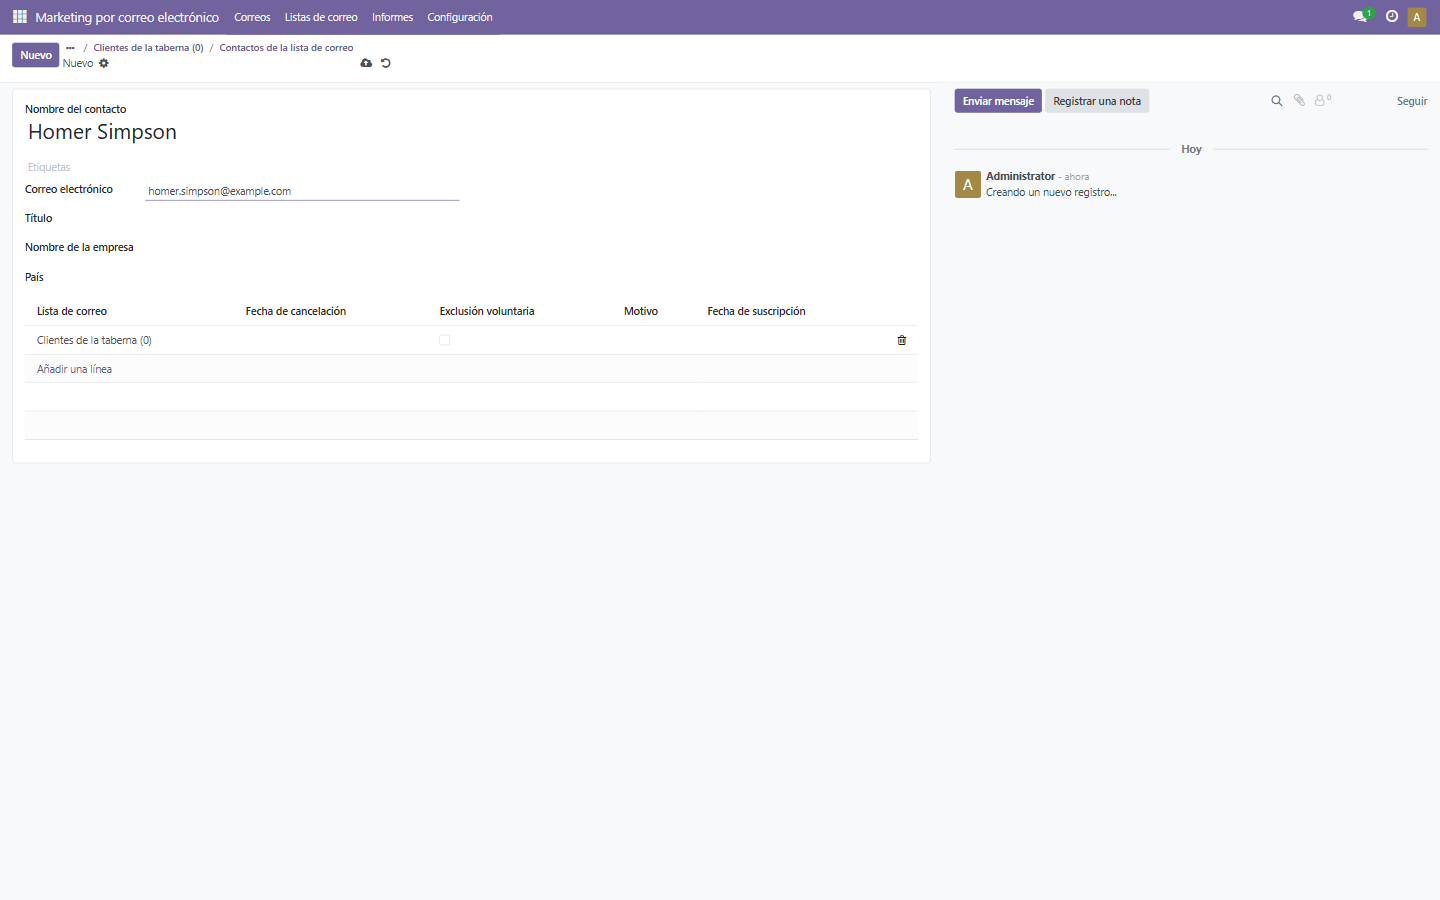 Marketing por correo electrónico Correos Listas de correo Informes Configuración 1 A
Nuevo ··· / Clientes de la taberna (0) / Contactos de la lista de correo
Nuevo
Enviar mensaje Registrar una nota 0 Seguir
Nombre del contacto
Homer Simpson
Etiquetas
Correo electrónico homer.simpson@example.com
Título
Nombre de la empresa
País
Lista de correo Fecha de cancelación Exclusión voluntaria Motivo Fecha de suscripción
Clientes de la taberna (0)
Añadir una línea
Hoy
A Administrator - ahora
Creando un nuevo registro...